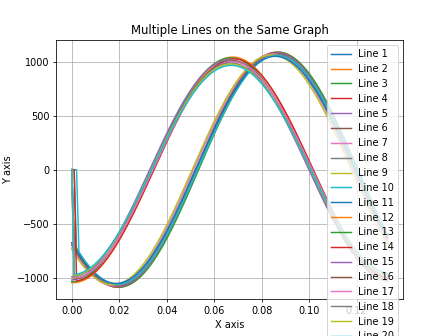 Multiple Lines on the Same Graph
Y axis
1000
500
0
−500
−1000
0.00
0.02
0.04
0.06
0.08
0.10
X axis
Line 1
Line 2
Line 3
Line 4
Line 5
Line 6
Line 7
Line 8
Line 9
Line 10
Line 11
Line 12
Line 13
Line 14
Line 15
Line 16
Line 17
Line 18
Line 19
Line 20